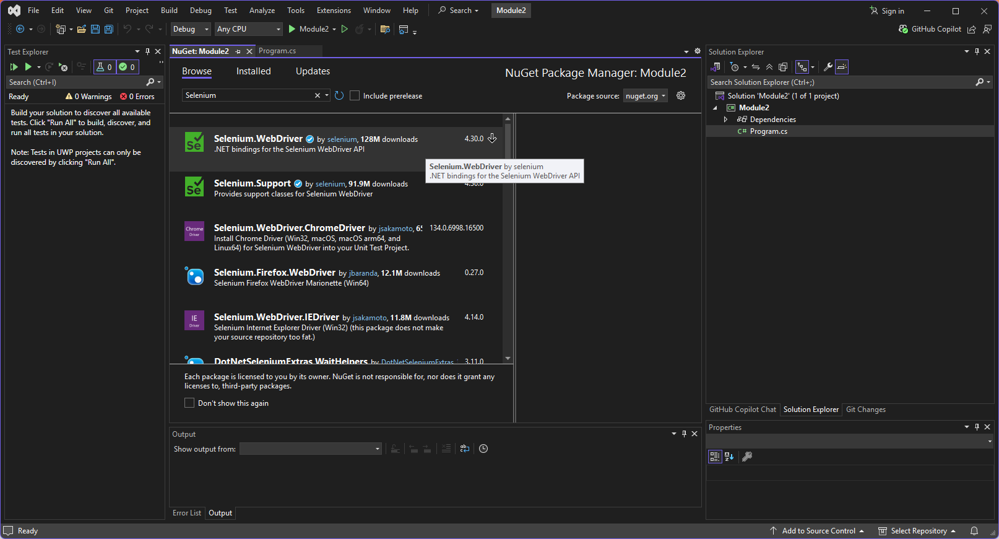 File Edit View Git Project Build Debug Test Analyze Tools Extensions Window Help Search Module2 Sign in
Debug Any CPU Module2 GitHub Copilot
Test Explorer
0 0
Search (Ctrl+I)
Ready 0 Warnings 0 Errors
Build your solution to discover all available
tests. Click "Run All" to build, discover, and
run all tests in your solution.
Note: Tests in UWP projects can only be
discovered by clicking "Run All".
NuGet: Module2 Program.cs
Browse Installed Updates
NuGet Package Manager: Module2
Selenium Include prerelease Package source: nuget.org
Se
Selenium.WebDriver by selenium, 128M downloads 4.30.0
.NET bindings for the Selenium WebDriver API
Selenium.WebDriver by selenium
.NET bindings for the Selenium WebDriver API
Se
Selenium.Support by selenium, 91.9M downloads 4.30.0
Provides support classes for Selenium WebDriver
Chrome
Driver
Selenium.WebDriver.ChromeDriver by jsakamoto, 134.0.6998.16500
Install Chrome Driver (Win32, macOS, macOS arm64, and
Linux64) for Selenium WebDriver into your Unit Test Project.
Selenium.Firefox.WebDriver by jbaranda, 12.1M downloads 0.27.0
Selenium Firefox WebDriver Marionette (Win64)
IE
Driver
Selenium.WebDriver.IEDriver by jsakamoto, 11.8M downloads 4.14.0
Selenium Internet Explorer Driver (Win32) (this package does not make
your source repository too fat.)
DotNetSeleniumExtras.WaitHelpers by DotNetSeleniumExtras 3.11.0
Each package is licensed to you by its owner. NuGet is not responsible for, nor does it grant any
licenses to, third-party packages.
Don't show this again
Output
Show output from:
Error List Output
Solution Explorer
Search Solution Explorer (Ctrl+;)
Solution 'Module2' (1 of 1 project)
C# Module2
Dependencies
C# Program.cs
GitHub Copilot Chat Solution Explorer Git Changes
Properties
Ready Add to Source Control Select Repository